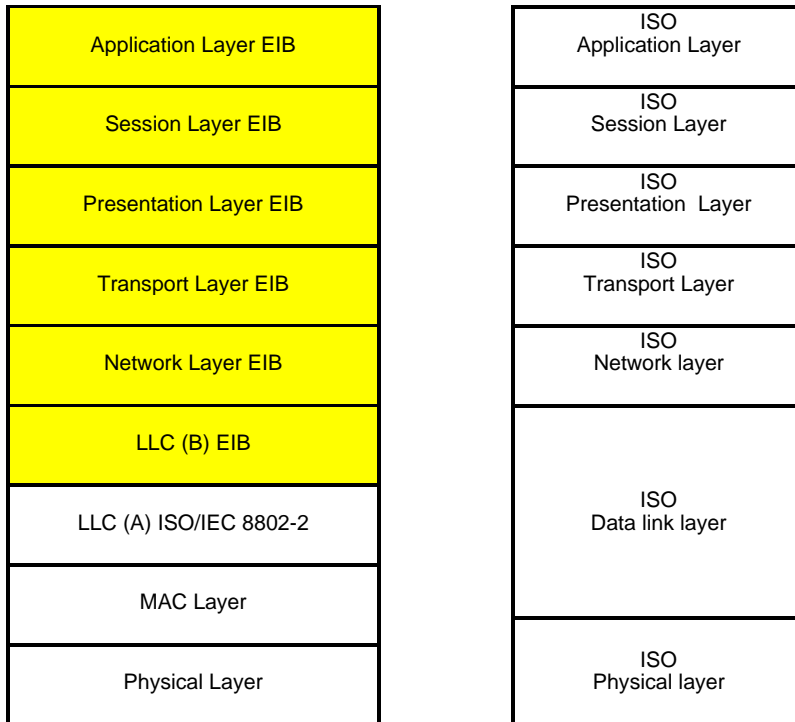 Application Layer EIB
Session Layer EIB
Presentation Layer EIB
Transport Layer EIB
Network Layer EIB
LLC (B) EIB
LLC (A) ISO/IEC 8802-2
MAC Layer
Physical Layer
ISO
Application Layer
ISO
Session Layer
ISO
Presentation Layer
ISO
Transport Layer
ISO
Network layer
ISO
Data link layer
ISO
Physical layer